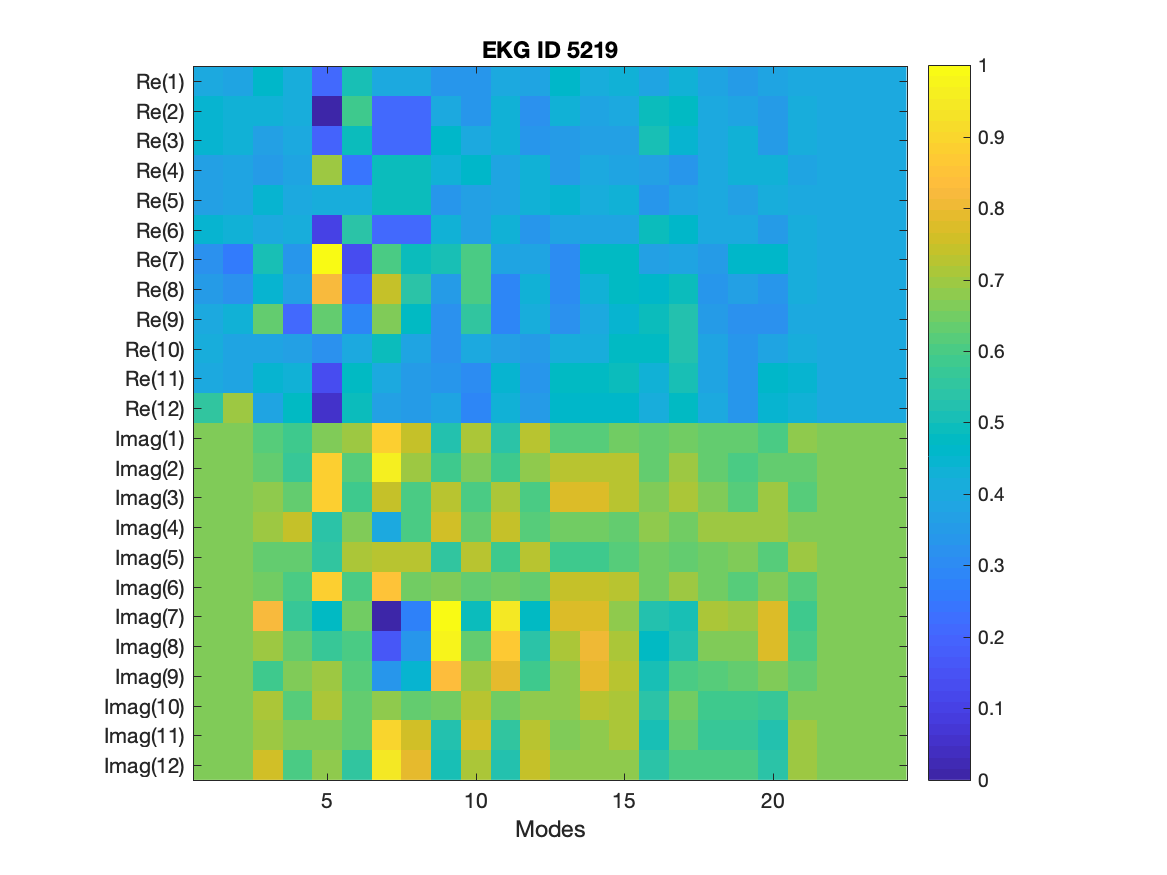 EKG ID 5219
Re(1)
Re(2)
Re(3)
Re(4)
Re(5)
Re(6)
Re(7)
Re(8)
Re(9)
Re(10)
Re(11)
Re(12)
Imag(1)
Imag(2)
Imag(3)
Imag(4)
Imag(5)
Imag(6)
Imag(7)
Imag(8)
Imag(9)
Imag(10)
Imag(11)
Imag(12)
5 10 15 20
Modes
1
0.9
0.8
0.7
0.6
0.5
0.4
0.3
0.2
0.1
0